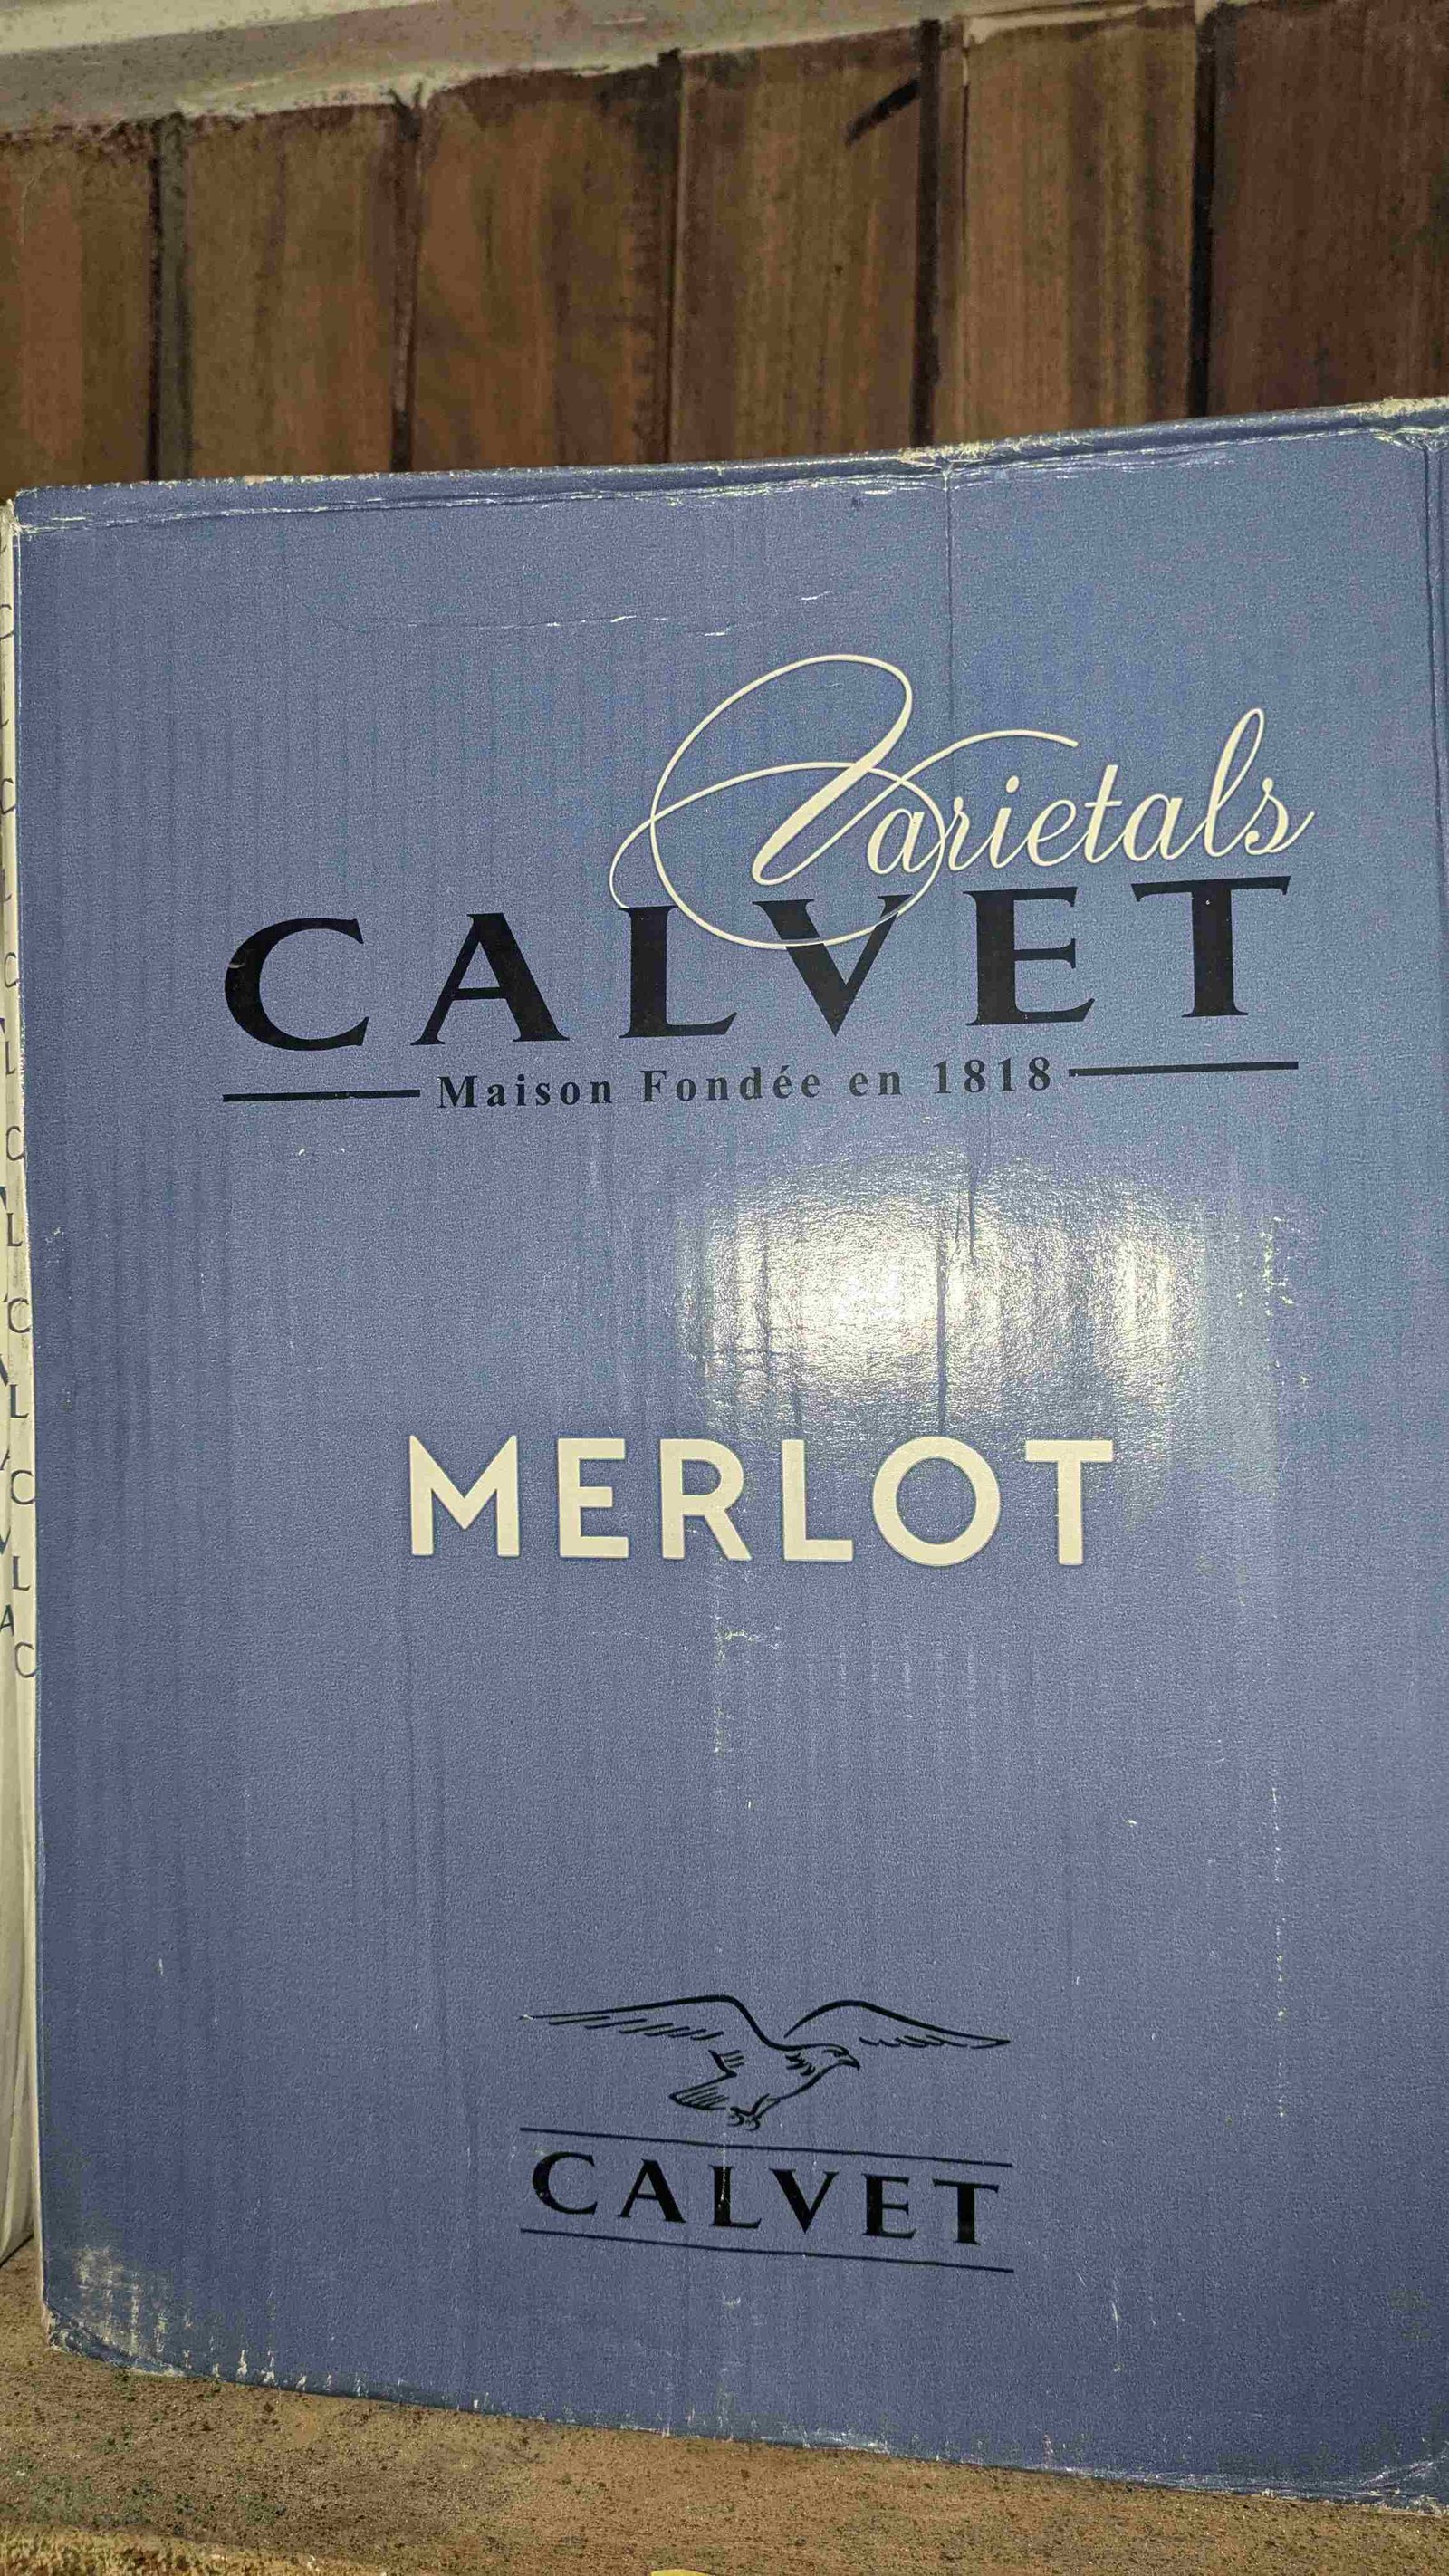 Varietals
CALVET
Maison Fondée en 1818
MERLOT
CALVET